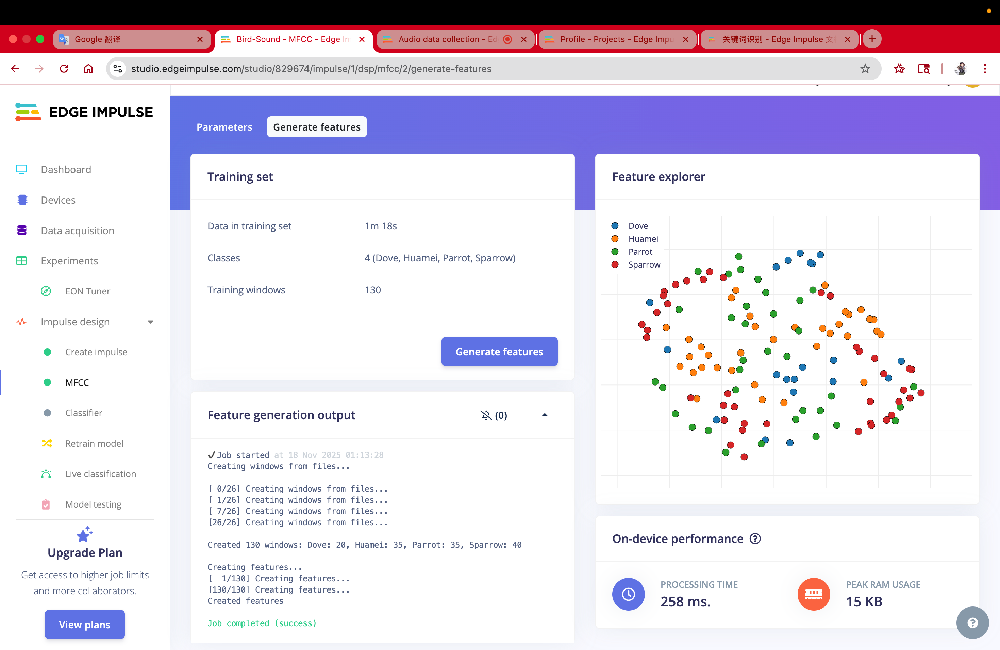 Google 翻译
Bird-Sound - MFCC - Edge Im
Audio data collection - Ed
Profile - Projects - Edge Impu
关键词识别 - Edge Impulse 文
studio.edgeimpulse.com/studio/829674/impulse/1/dsp/mfcc/2/generate-features
EDGE IMPULSE
Dashboard
Devices
Data acquisition
Experiments
EON Tuner
Impulse design
Create impulse
MFCC
Classifier
Retrain model
Live classification
Model testing
Upgrade Plan
Get access to higher job limits
and more collaborators.
View plans
Parameters
Generate features
Training set
Data in training set 1m 18s
Classes 4 (Dove, Huamei, Parrot, Sparrow)
Training windows 130
Generate features
Feature generation output (0)
Job started at 18 Nov 2025 01:13:28
Creating windows from files...
[ 0/26] Creating windows from files...
[ 1/26] Creating windows from files...
[ 7/26] Creating windows from files...
[26/26] Creating windows from files...
Created 130 windows: Dove: 20, Huamei: 35, Parrot: 35, Sparrow: 40
Creating features...
[  1/130] Creating features...
[130/130] Creating features...
Created features
Job completed (success)
Feature explorer
Dove
Huamei
Parrot
Sparrow
On-device performance ?
PROCESSING TIME
258 ms.
PEAK RAM USAGE
15 KB
?